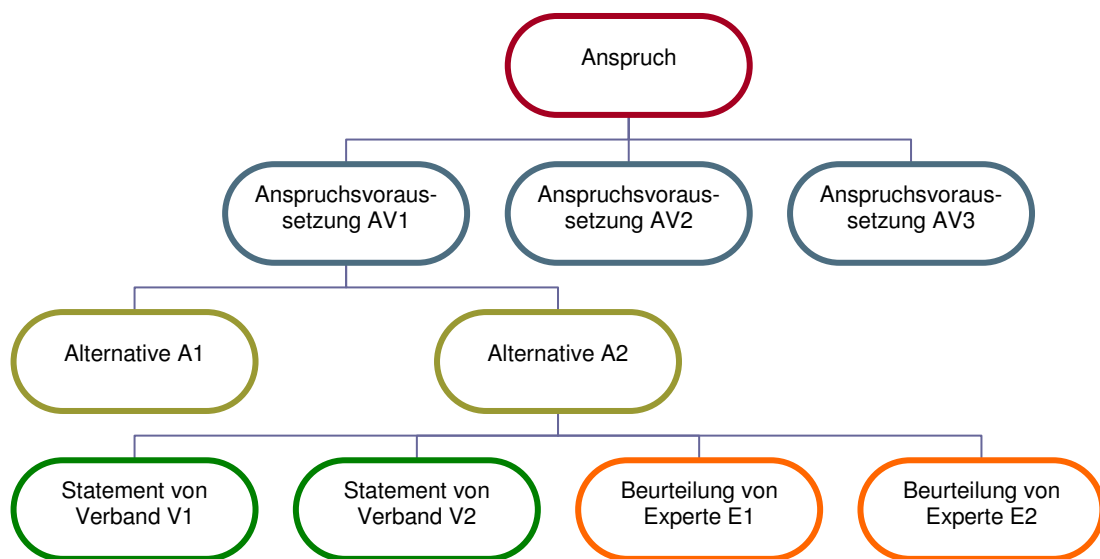 Anspruch
Anspruchsvoraus-
setzung AV1
Anspruchsvoraus-
setzung AV2
Anspruchsvoraus-
setzung AV3
Alternative A1
Alternative A2
Statement von
Verband V1
Statement von
Verband V2
Beurteilung von
Experte E1
Beurteilung von
Experte E2